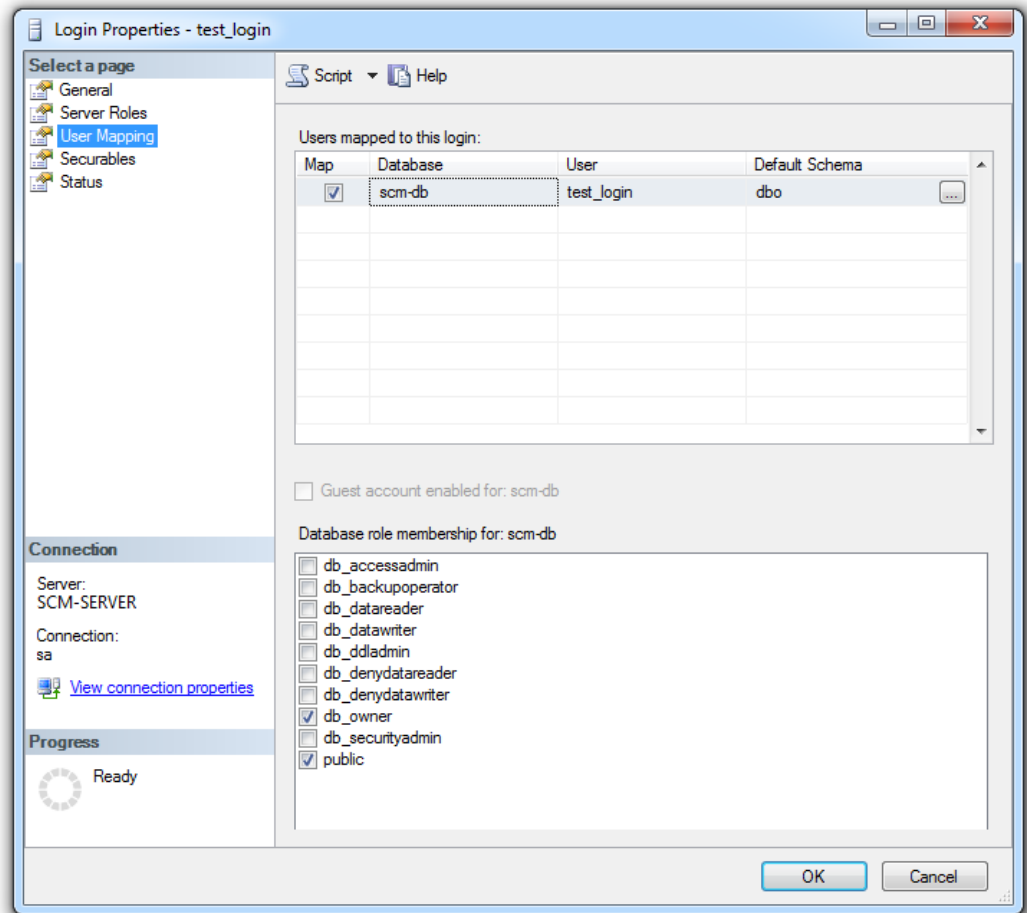 Login Properties - test_login
Select a page
General
Server Roles
User Mapping
Securables
Status
Script
Help
Users mapped to this login:
Map Database User Default Schema
scm-db test_login dbo ...
Guest account enabled for: scm-db
Database role membership for: scm-db
db_accessadmin
db_backupoperator
db_datareader
db_datawriter
db_ddladmin
db_denydatareader
db_denydatawriter
db_owner
db_securityadmin
public
Connection
Server:
SCM-SERVER
Connection:
sa
View connection properties
Progress
Ready
OK Cancel